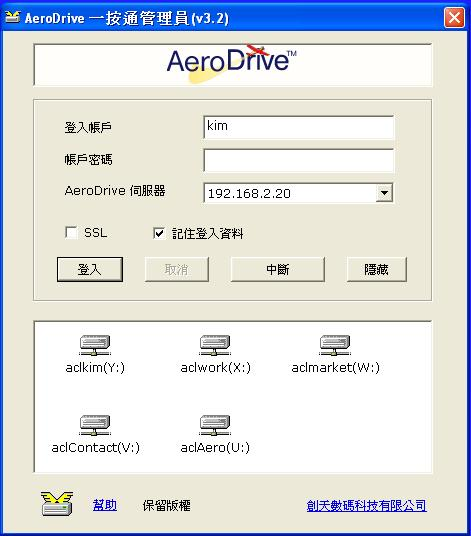 AeroDrive 一按通管理員(v3.2)
AeroDrive™
登入帳戶 kim
帳戶密碼
AeroDrive 伺服器 192.168.2.20
SSL 記住登入資料
登入 取消 中斷 隱藏
aclkim(Y:) aclwork(X:) aclmarket(W:)
aclContact(V:) aclAero(U:)
幫助 保留版權 創天數碼科技有限公司